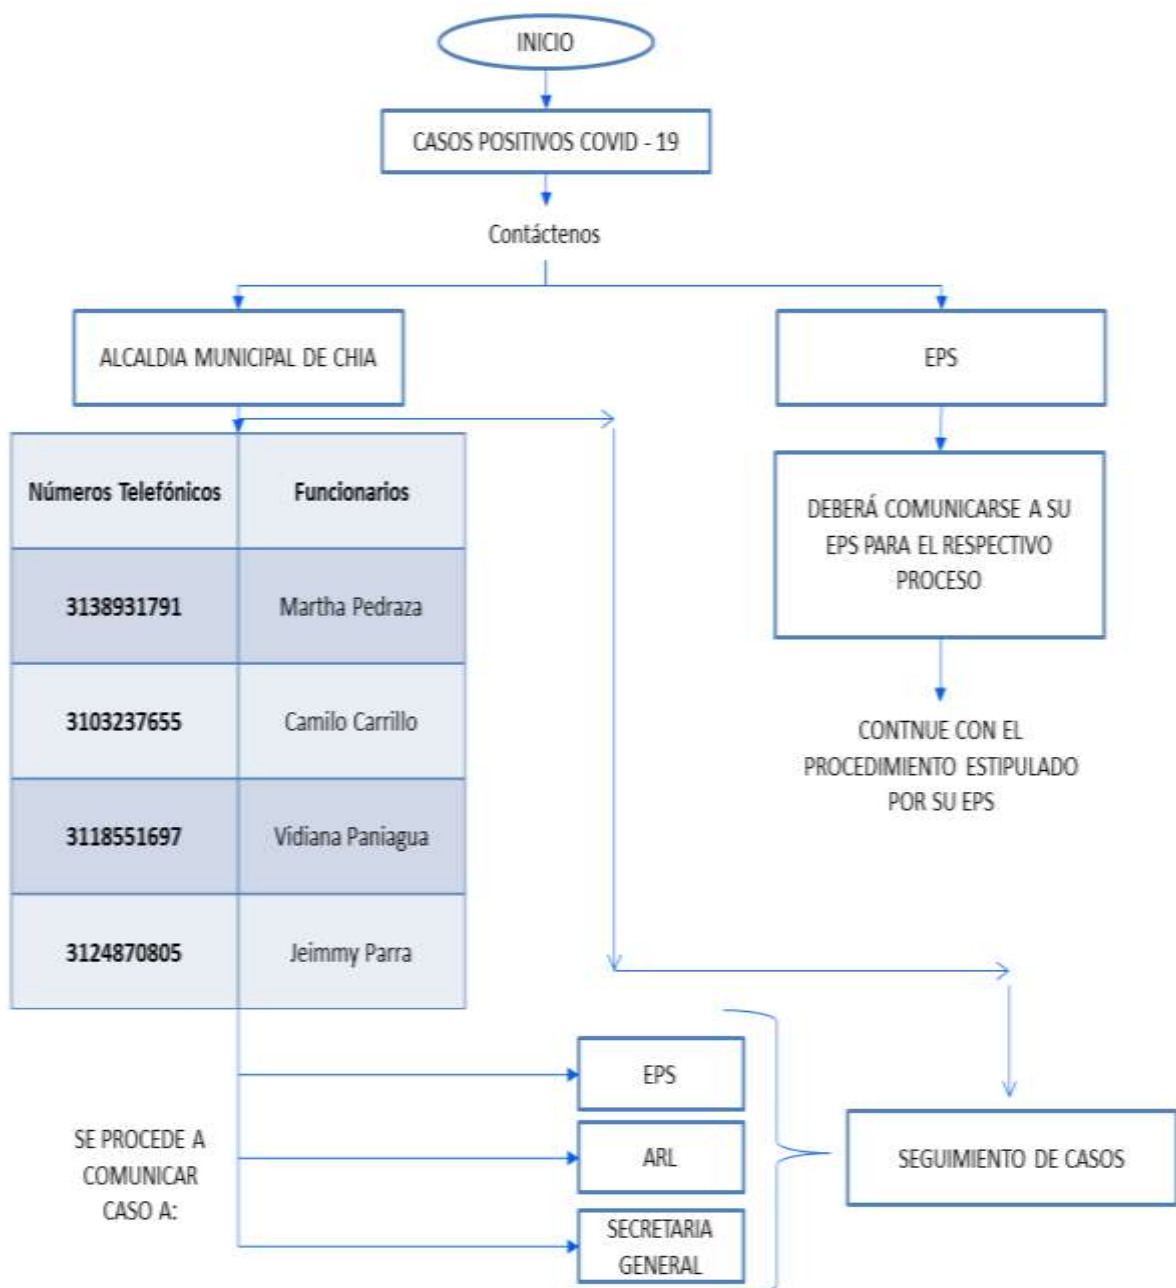 INICIO
CASOS POSITIVOS COVID - 19
Contáctenos
ALCALDIA MUNICIPAL DE CHIA
EPS
Números Telefónicos
Funcionarios
3138931791
Martha Pedraza
3103237655
Camilo Carrillo
3118551697
Vidiana Paniagua
3124870805
Jeimmy Parra
DEBERÁ COMUNICARSE A SU
EPS PARA EL RESPECTIVO
PROCESO
CONTNUE CON EL
PROCEDIMIENTO ESTIPULADO
POR SU EPS
SE PROCEDE A
COMUNICAR
CASO A:
EPS
ARL
SECRETARIA
GENERAL
SEGUIMIENTO DE CASOS